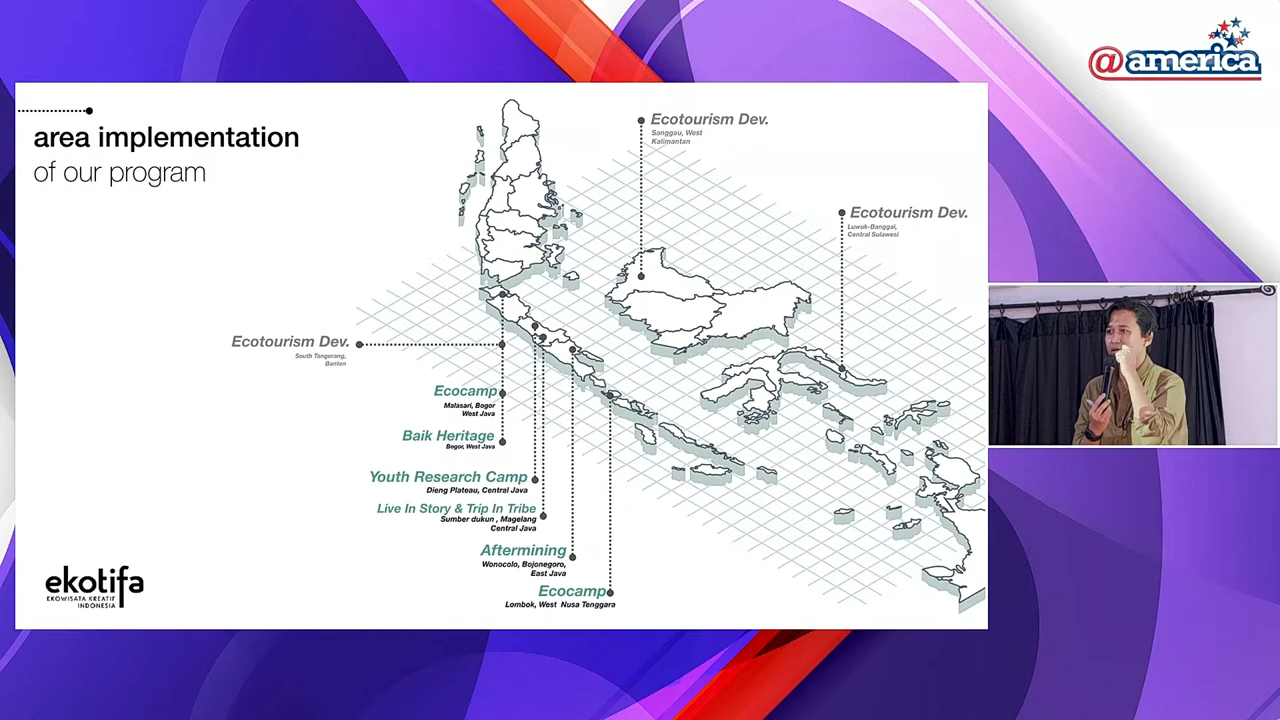 @america
area implementation
of our program
Ecotourism Dev.
Sanggau, West
Kalimantan
Ecotourism Dev.
Luwuk-Banggai,
Central Sulawesi
Ecotourism Dev.
South Tangerang,
Banten
Ecocamp
Malasari, Bogor
West Java
Baik Heritage
Bogor, West Java
Youth Research Camp
Dieng Plateau, Central Java
Live In Story & Trip In Tribe
Sumber dukun , Magelang
Central Java
Aftermining
Wonocolo, Bojonegoro,
East Java
Ecocamp
Lombok, West Nusa Tenggara
ekotifa
EKOWISATA KREATIF
INDONESIA